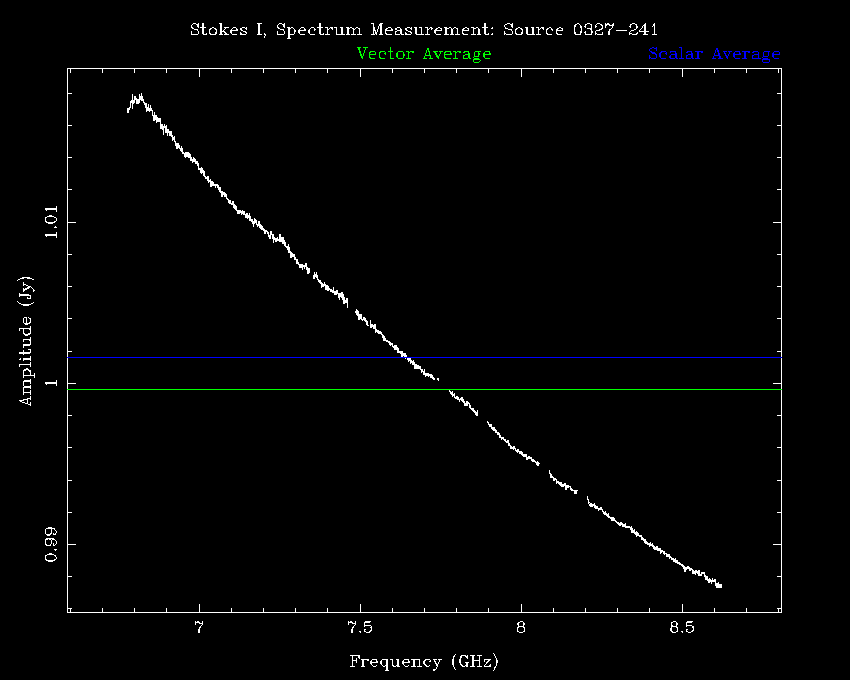 Stokes I, Spectrum Measurement: Source 0327-241
Vector Average Scalar Average
1.01
1
0.99
Amplitude (Jy)
7 7.5 8 8.5
Frequency (GHz)